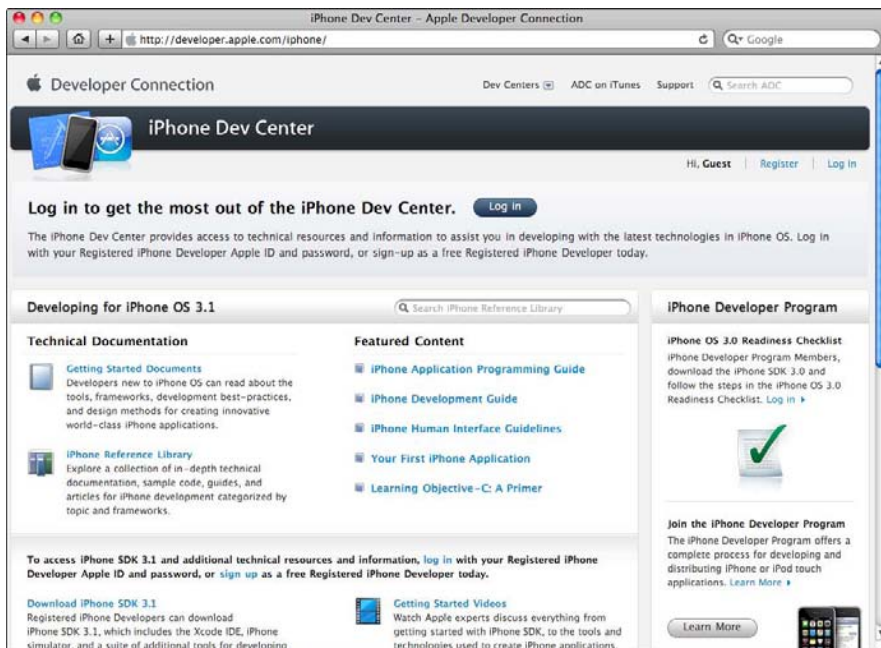 iPhone Dev Center – Apple Developer Connection
http://developer.apple.com/iphone/
Google
Developer Connection
Dev Centers
ADC on iTunes
Support
Search ADC
iPhone Dev Center
Hi, Guest
Register
Log in
Log in to get the most out of the iPhone Dev Center.
Log in
The iPhone Dev Center provides access to technical resources and information to assist you in developing with the latest technologies in iPhone OS. Log in
with your Registered iPhone Developer Apple ID and password, or sign-up as a free Registered iPhone Developer today.
Developing for iPhone OS 3.1
Search iPhone Reference Library
Technical Documentation
Getting Started Documents
Developers new to iPhone OS can read about the
tools, frameworks, development best-practices,
and design methods for creating innovative
world-class iPhone applications.
iPhone Reference Library
Explore a collection of in-depth technical
documentation, sample code, guides, and
articles for iPhone development categorized by
topic and frameworks.
Featured Content
iPhone Application Programming Guide
iPhone Development Guide
iPhone Human Interface Guidelines
Your First iPhone Application
Learning Objective-C: A Primer
To access iPhone SDK 3.1 and additional technical resources and information, log in with your Registered iPhone
Developer Apple ID and password, or sign up as a free Registered iPhone Developer today.
Download iPhone SDK 3.1
Registered iPhone Developers can download
iPhone SDK 3.1, which includes the Xcode IDE, iPhone
simulator, and a suite of additional tools for developing
Getting Started Videos
Watch Apple experts discuss everything from
getting started with iPhone SDK, to the tools and
technologies used to create iPhone applications.
iPhone Developer Program
iPhone OS 3.0 Readiness Checklist
iPhone Developer Program Members,
download the iPhone SDK 3.0 and
follow the steps in the iPhone OS 3.0
Readiness Checklist. Log in
Join the iPhone Developer Program
The iPhone Developer Program offers a
complete process for developing and
distributing iPhone or iPod touch
applications. Learn More
Learn More